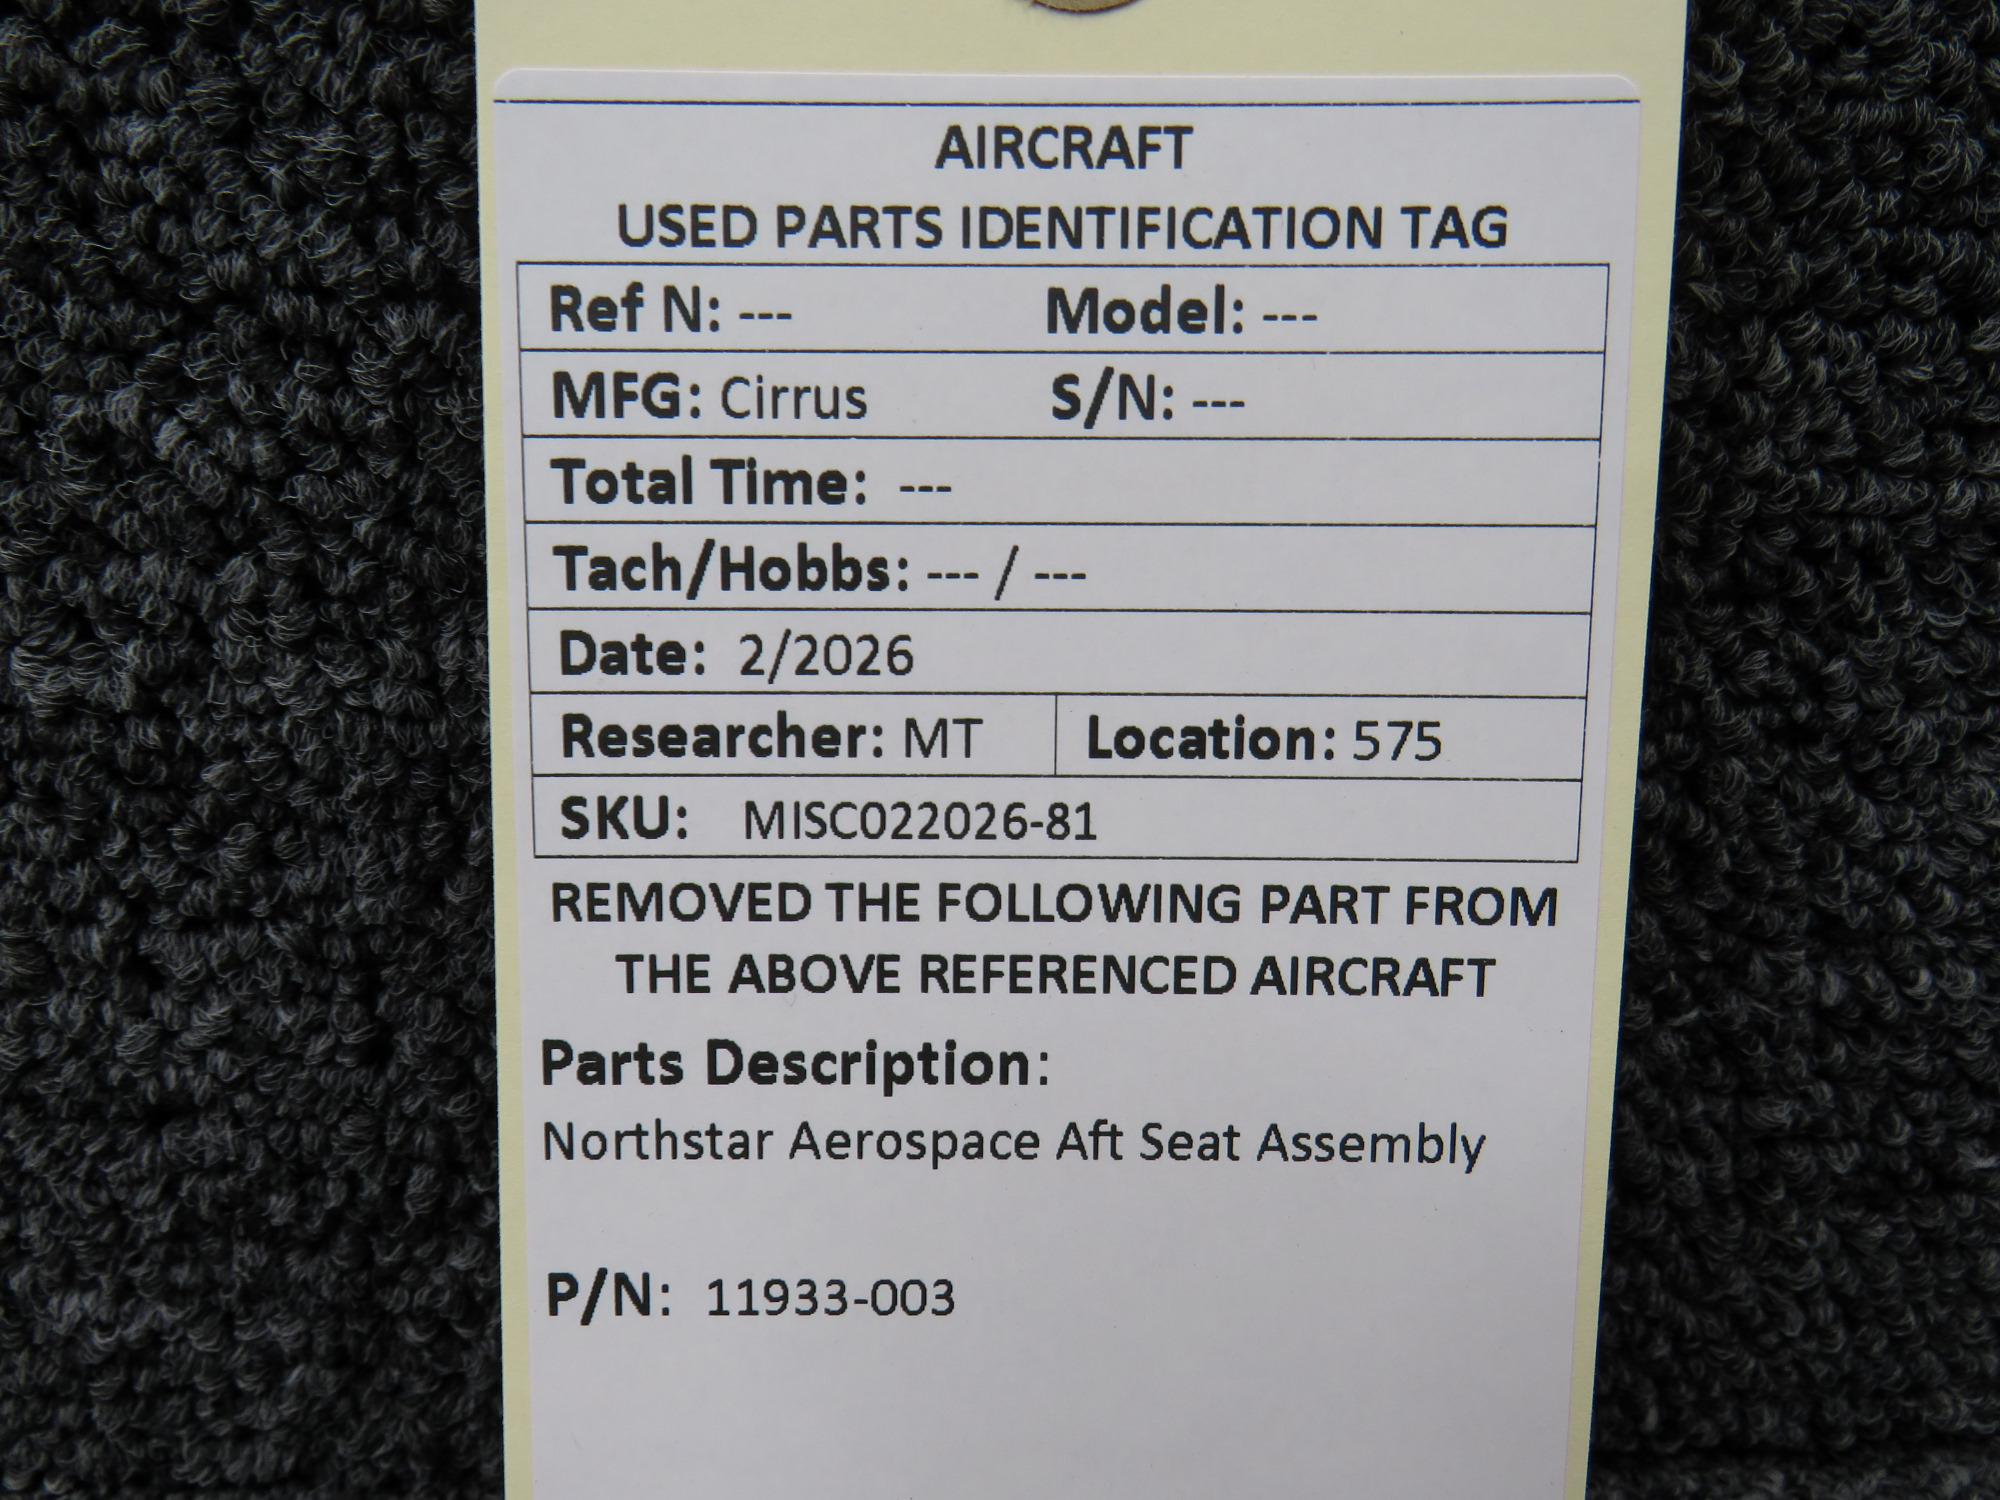 AIRCRAFT
USED PARTS IDENTIFICATION TAG
Ref N: --- Model: ---
MFG: Cirrus S/N: ---
Total Time: ---
Tach/Hobbs: --- / ---
Date: 2/2026
Researcher: MT Location: 575
SKU: MISC022026-81
REMOVED THE FOLLOWING PART FROM
THE ABOVE REFERENCED AIRCRAFT
Parts Description:
Northstar Aerospace Aft Seat Assembly
P/N: 11933-003